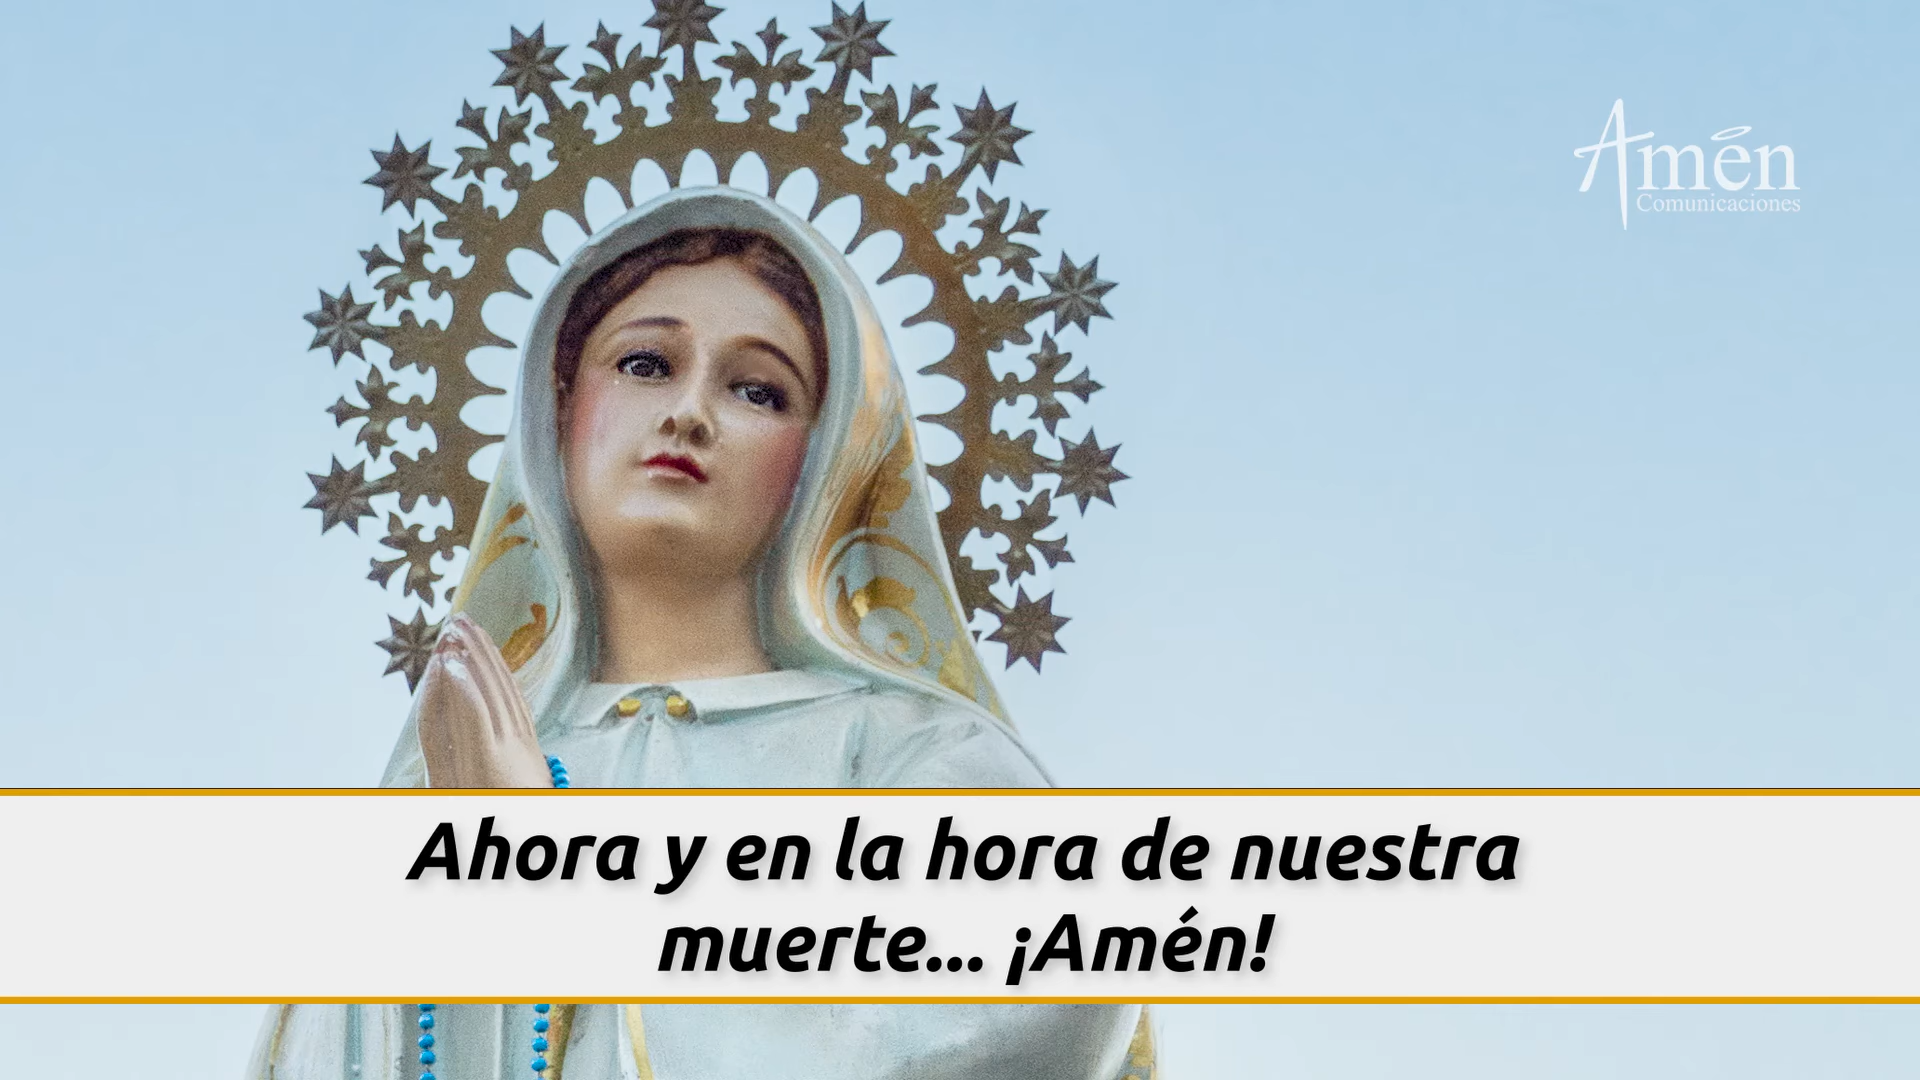 Amén
Comunicaciones
Ahora y en la hora de nuestra
muerte... ¡Amén!